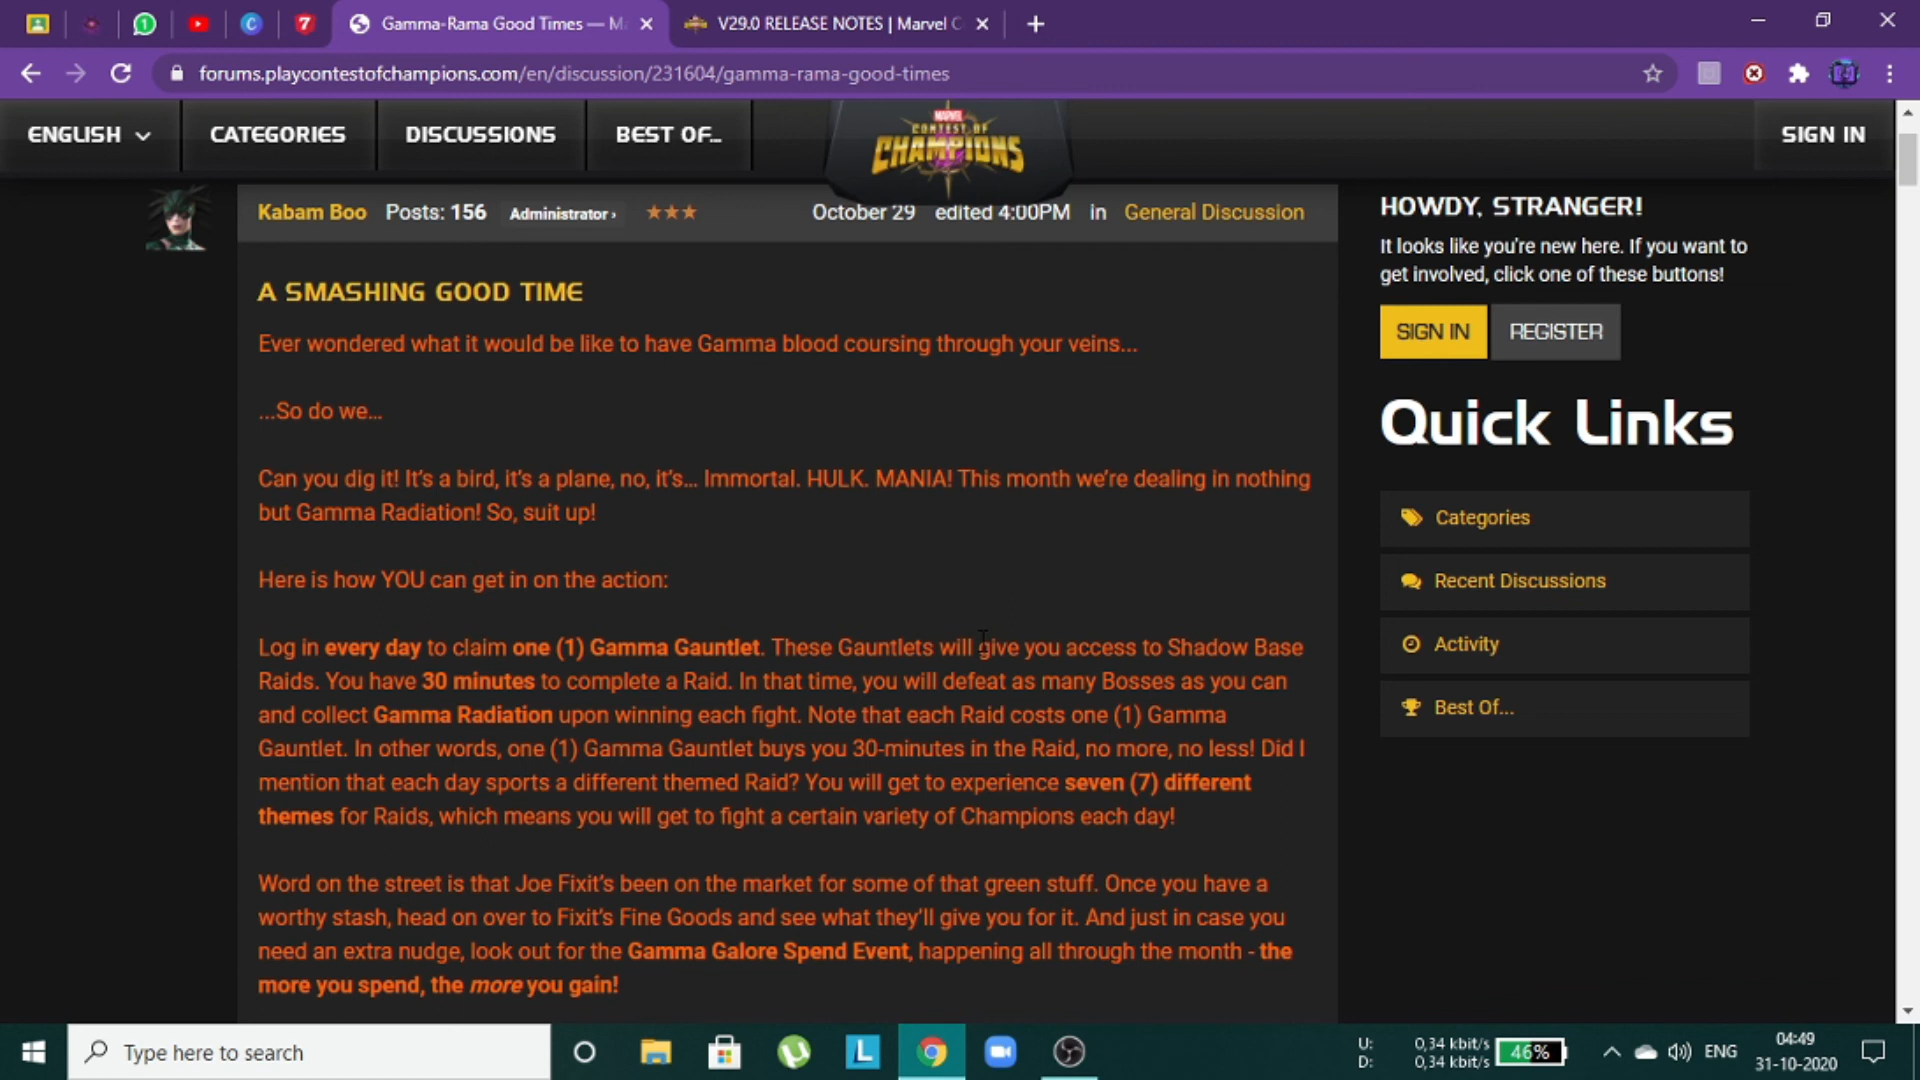 Gamma-Rama Good Times — M
V29.0 RELEASE NOTES | Marvel C
forums.playcontestofchampions.com/en/discussion/231604/gamma-rama-good-times
ENGLISH
CATEGORIES
DISCUSSIONS
BEST OF...
MARVEL
CONTEST OF
CHAMPIONS
SIGN IN
Kabam Boo Posts: 156 Administrator › ★★★ October 29 edited 4:00PM in General Discussion
A SMASHING GOOD TIME
Ever wondered what it would be like to have Gamma blood coursing through your veins...
...So do we...
Can you dig it! It's a bird, it's a plane, no, it's... Immortal. HULK. MANIA! This month we're dealing in nothing
but Gamma Radiation! So, suit up!
Here is how YOU can get in on the action:
Log in every day to claim one (1) Gamma Gauntlet. These Gauntlets will give you access to Shadow Base
Raids. You have 30 minutes to complete a Raid. In that time, you will defeat as many Bosses as you can
and collect Gamma Radiation upon winning each fight. Note that each Raid costs one (1) Gamma
Gauntlet. In other words, one (1) Gamma Gauntlet buys you 30-minutes in the Raid, no more, no less! Did I
mention that each day sports a different themed Raid? You will get to experience seven (7) different
themes for Raids, which means you will get to fight a certain variety of Champions each day!
Word on the street is that Joe Fixit's been on the market for some of that green stuff. Once you have a
worthy stash, head on over to Fixit's Fine Goods and see what they'll give you for it. And just in case you
need an extra nudge, look out for the Gamma Galore Spend Event, happening all through the month - the
more you spend, the more you gain!
HOWDY, STRANGER!
It looks like you're new here. If you want to
get involved, click one of these buttons!
SIGN IN
REGISTER
Quick Links
Categories
Recent Discussions
Activity
Best Of...
Type here to search
U: 0,34 kbit/s
D: 0,34 kbit/s
46%
ENG
04:49
31-10-2020